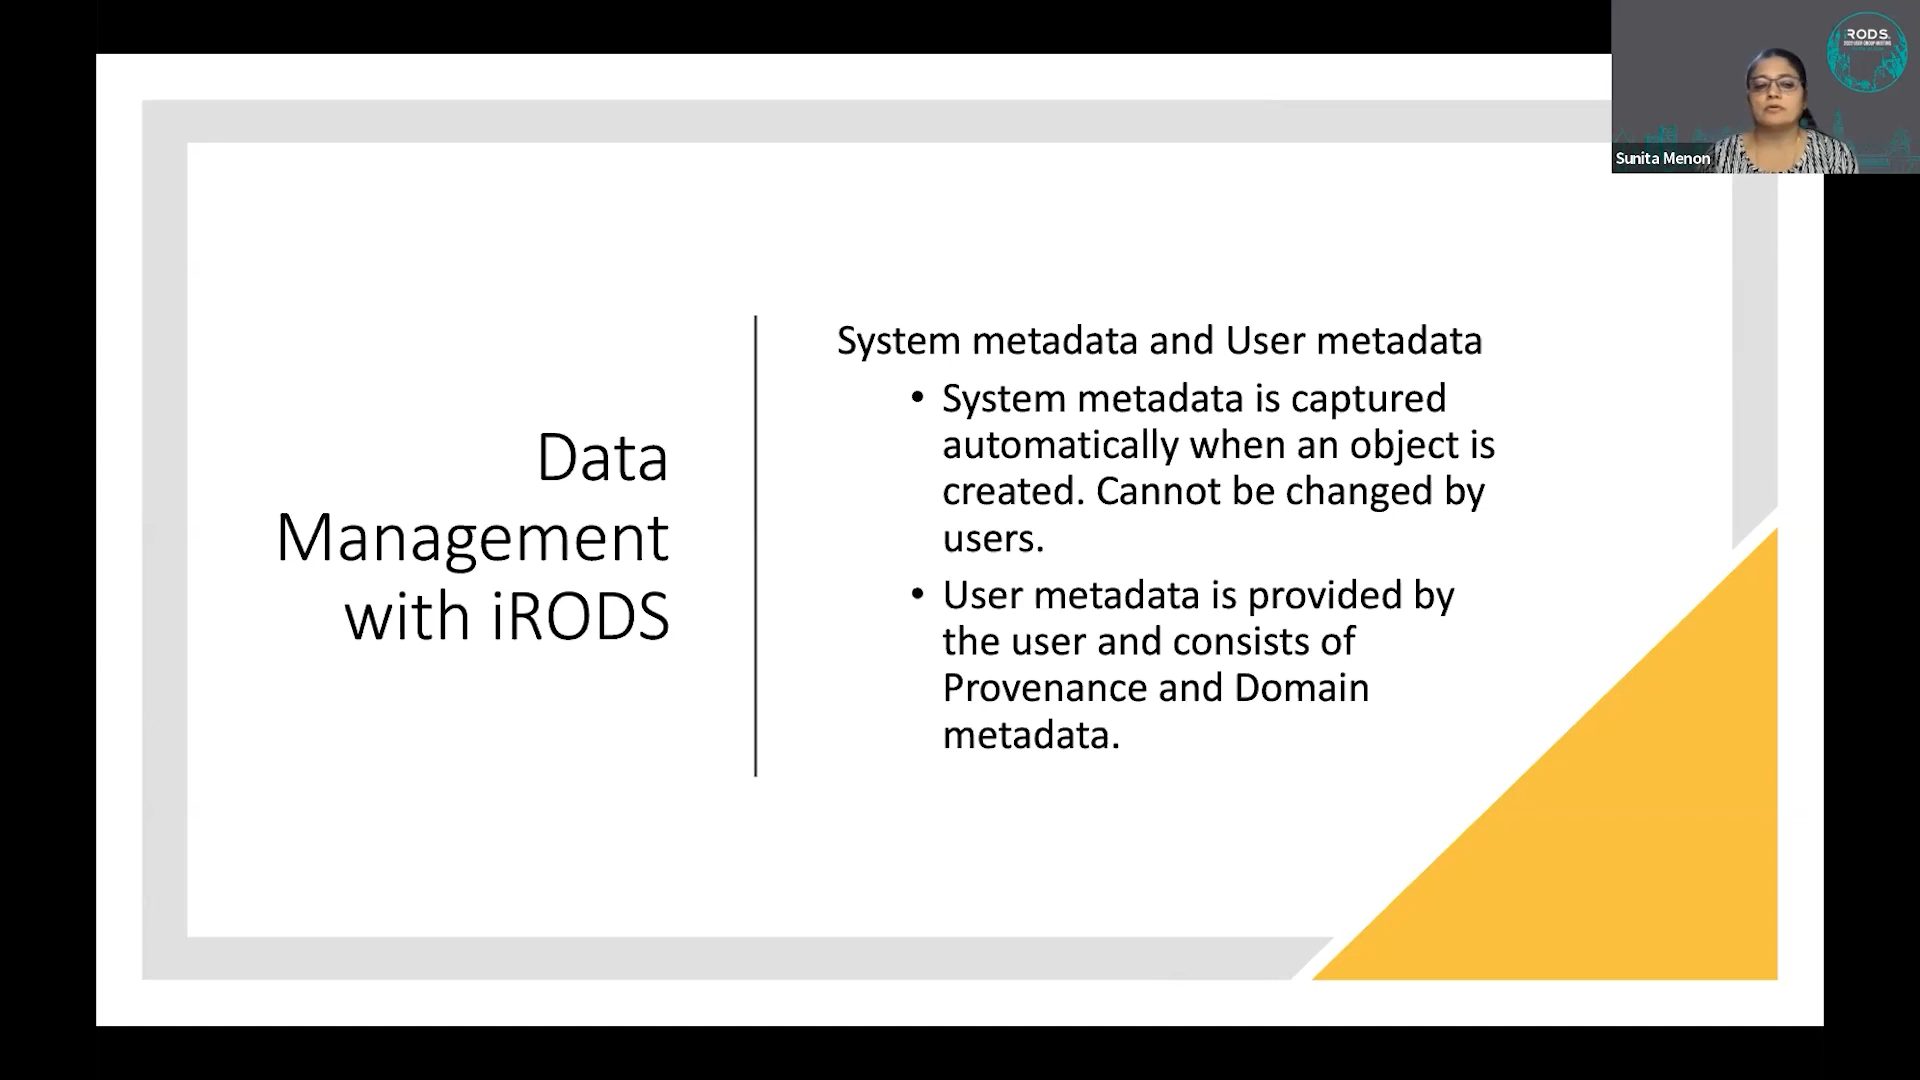 RODS
Sunita Menon
Data
Management
with iRODS
System metadata and User metadata
• System metadata is captured
automatically when an object is
created. Cannot be changed by
users.
• User metadata is provided by
the user and consists of
Provenance and Domain
metadata.